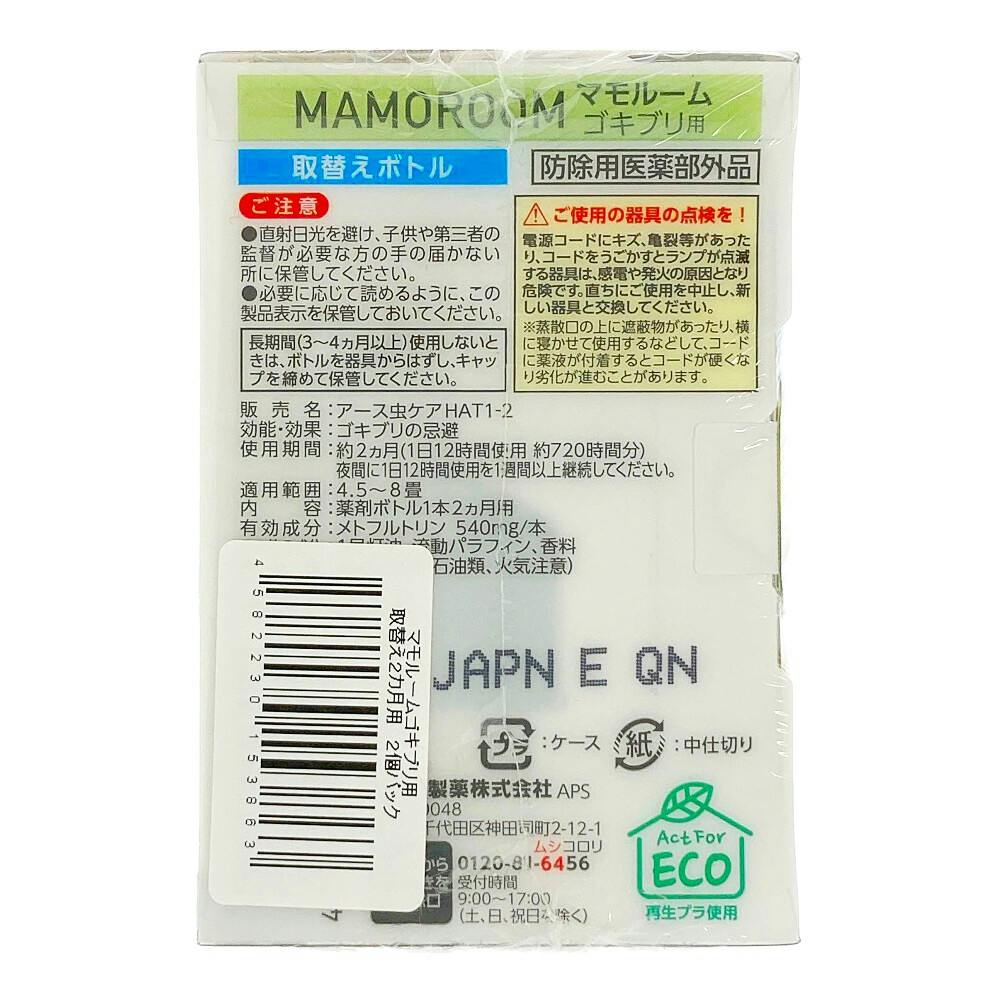 MAMOROOM マモルーム
ゴキブリ用
取替えボトル
防除用医薬部外品
ご注意
●直射日光を避け、子供や第三者の
監督が必要な方の手の届かない
所に保管してください。
●必要に応じて読めるように、この
製品表示を保管しておいてください。
長期間(3〜4ヵ月以上)使用しないと
きは、ボトルを器具からはずし、キャッ
プを締めて保管してください。
ご使用の器具の点検を!
電源コードにキズ、亀裂等があった
り、コードをうごかすとランプが点滅
する器具は、感電や発火の原因となり
危険です。直ちにご使用を中止し、新
しい器具と交換してください。
※蒸散口の上に遮蔽物があったり、横
に寝かせて使用するなどして、コード
に薬液が付着するとコードが硬くな
り劣化が進むことがあります。
販売名:アース虫ケアHAT1-2
効能・効果:ゴキブリの忌避
使用期間:約2ヵ月(1日12時間使用 約720時間分)
夜間に1日12時間使用を1週間以上継続してください。
適用範囲:4.5〜8畳
内容:薬剤ボトル1本2ヵ月用
有効成分:メトフルトリン 540mg/本
流動パラフィン、香料
石油類、火気注意)
JAPN E QN
プラ:ケース
紙:中仕切り
製薬株式会社 APS
0048
千代田区神田司町2-12-1
ムシコロリ
0120-81-6456
受付時間
9:00〜17:00
(土、日、祝日を除く)
Act For
ECO
再生プラ使用
マモルームゴキブリ用
取替え2カ月用 2個パック
4582230153863